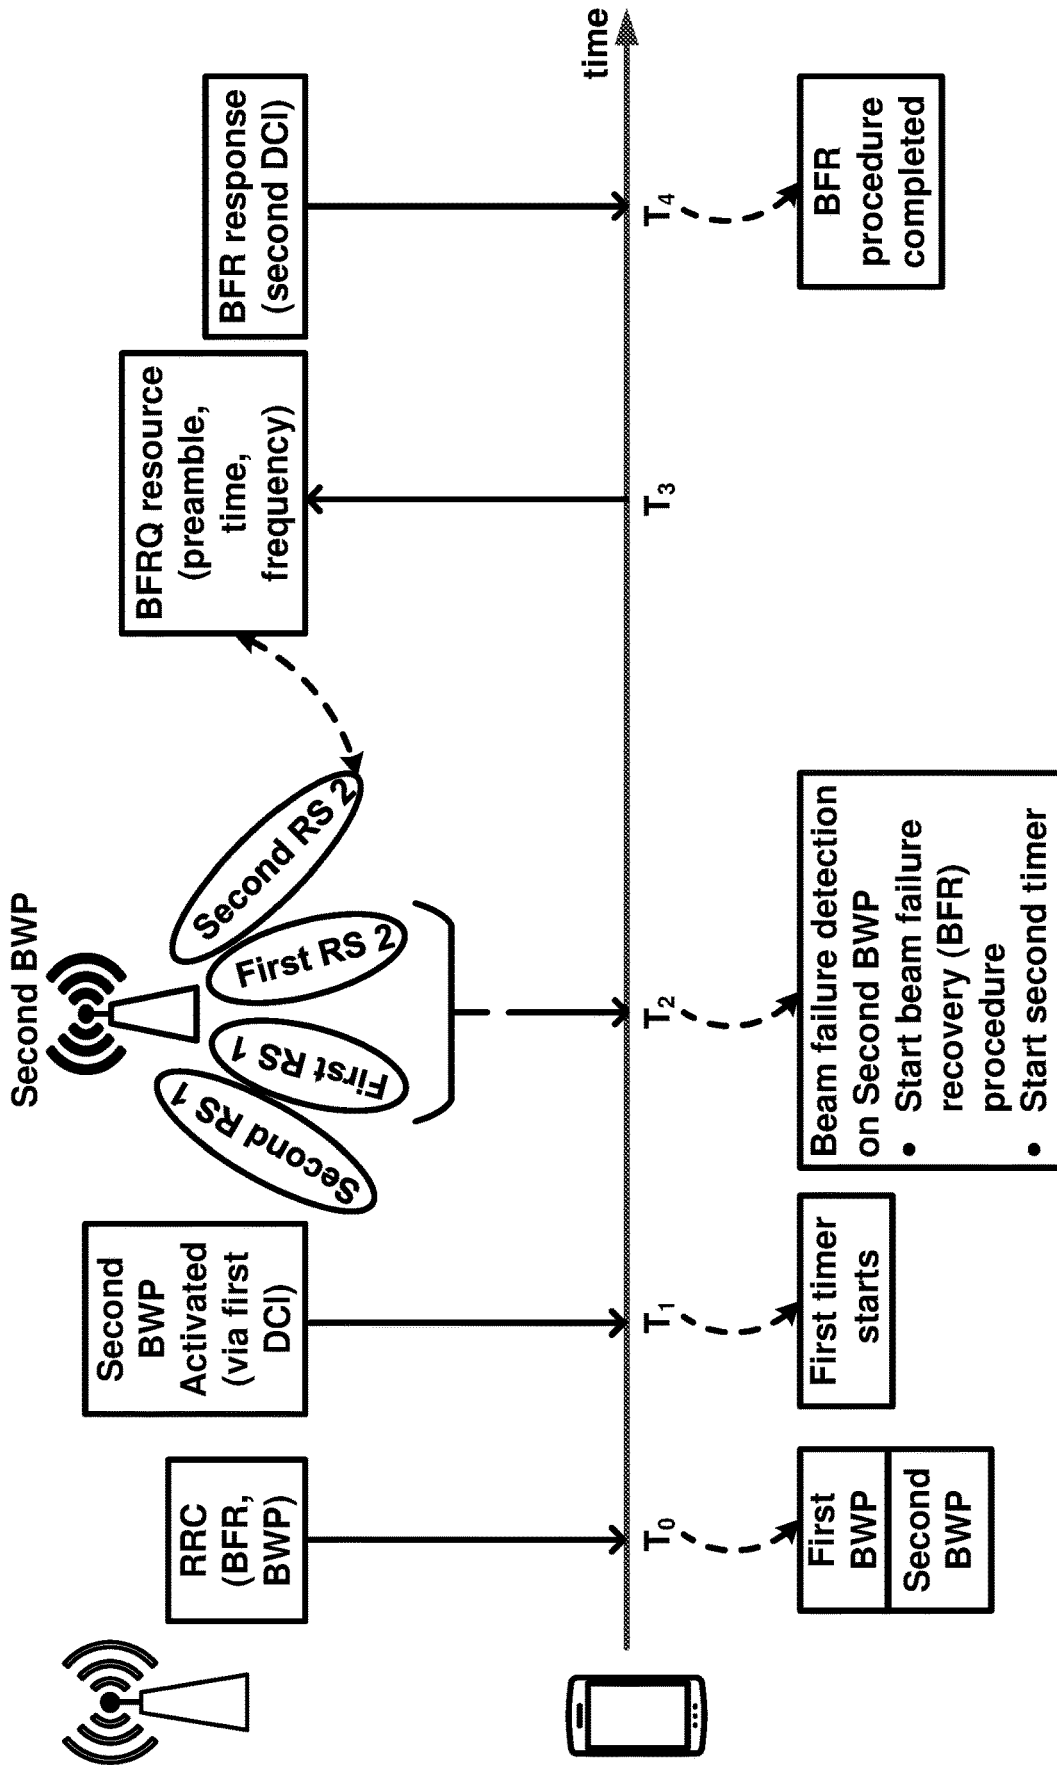 RRC
(BFR,
BWP)
Second
BWP
Activated
(via first
DCI)
Second BWP
Second RS 1
First RS 1
First RS 2
Second RS 2
BFRQ resource
(preamble,
time,
frequency)
BFR response
(second DCI)
time
T0
T1
T2
T3
T4
First
BWP
Second
BWP
First timer
starts
Beam failure detection
on Second BWP
• Start beam failure
recovery (BFR)
procedure
• Start second timer
BFR
procedure
completed